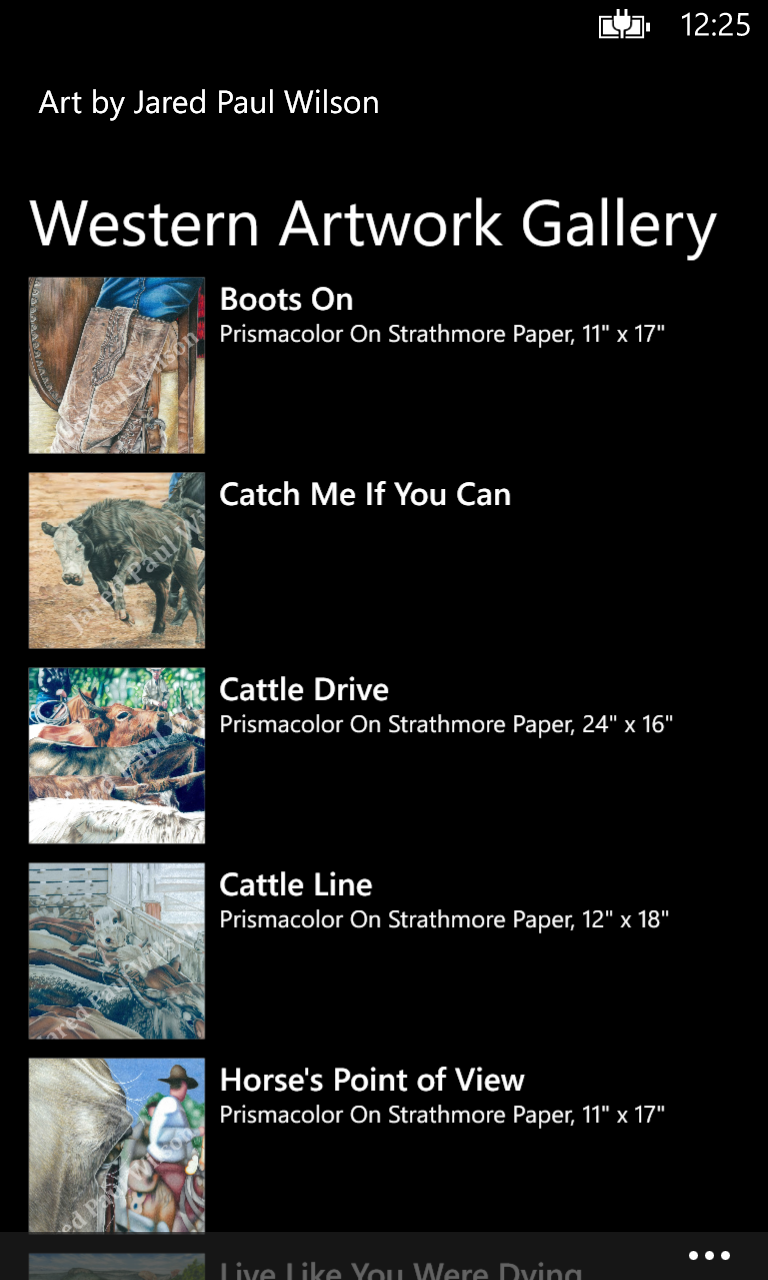 12:25
Art by Jared Paul Wilson
Western Artwork Gallery
Boots On
Prismacolor On Strathmore Paper, 11" x 17"
Catch Me If You Can
Prismacolor On Strathmore Paper, 24" x 16"
Cattle Drive
Cattle Line
Prismacolor On Strathmore Paper, 12" x 18"
Horse's Point of View
Prismacolor On Strathmore Paper, 11" x 17"
Live Like You Were Dying